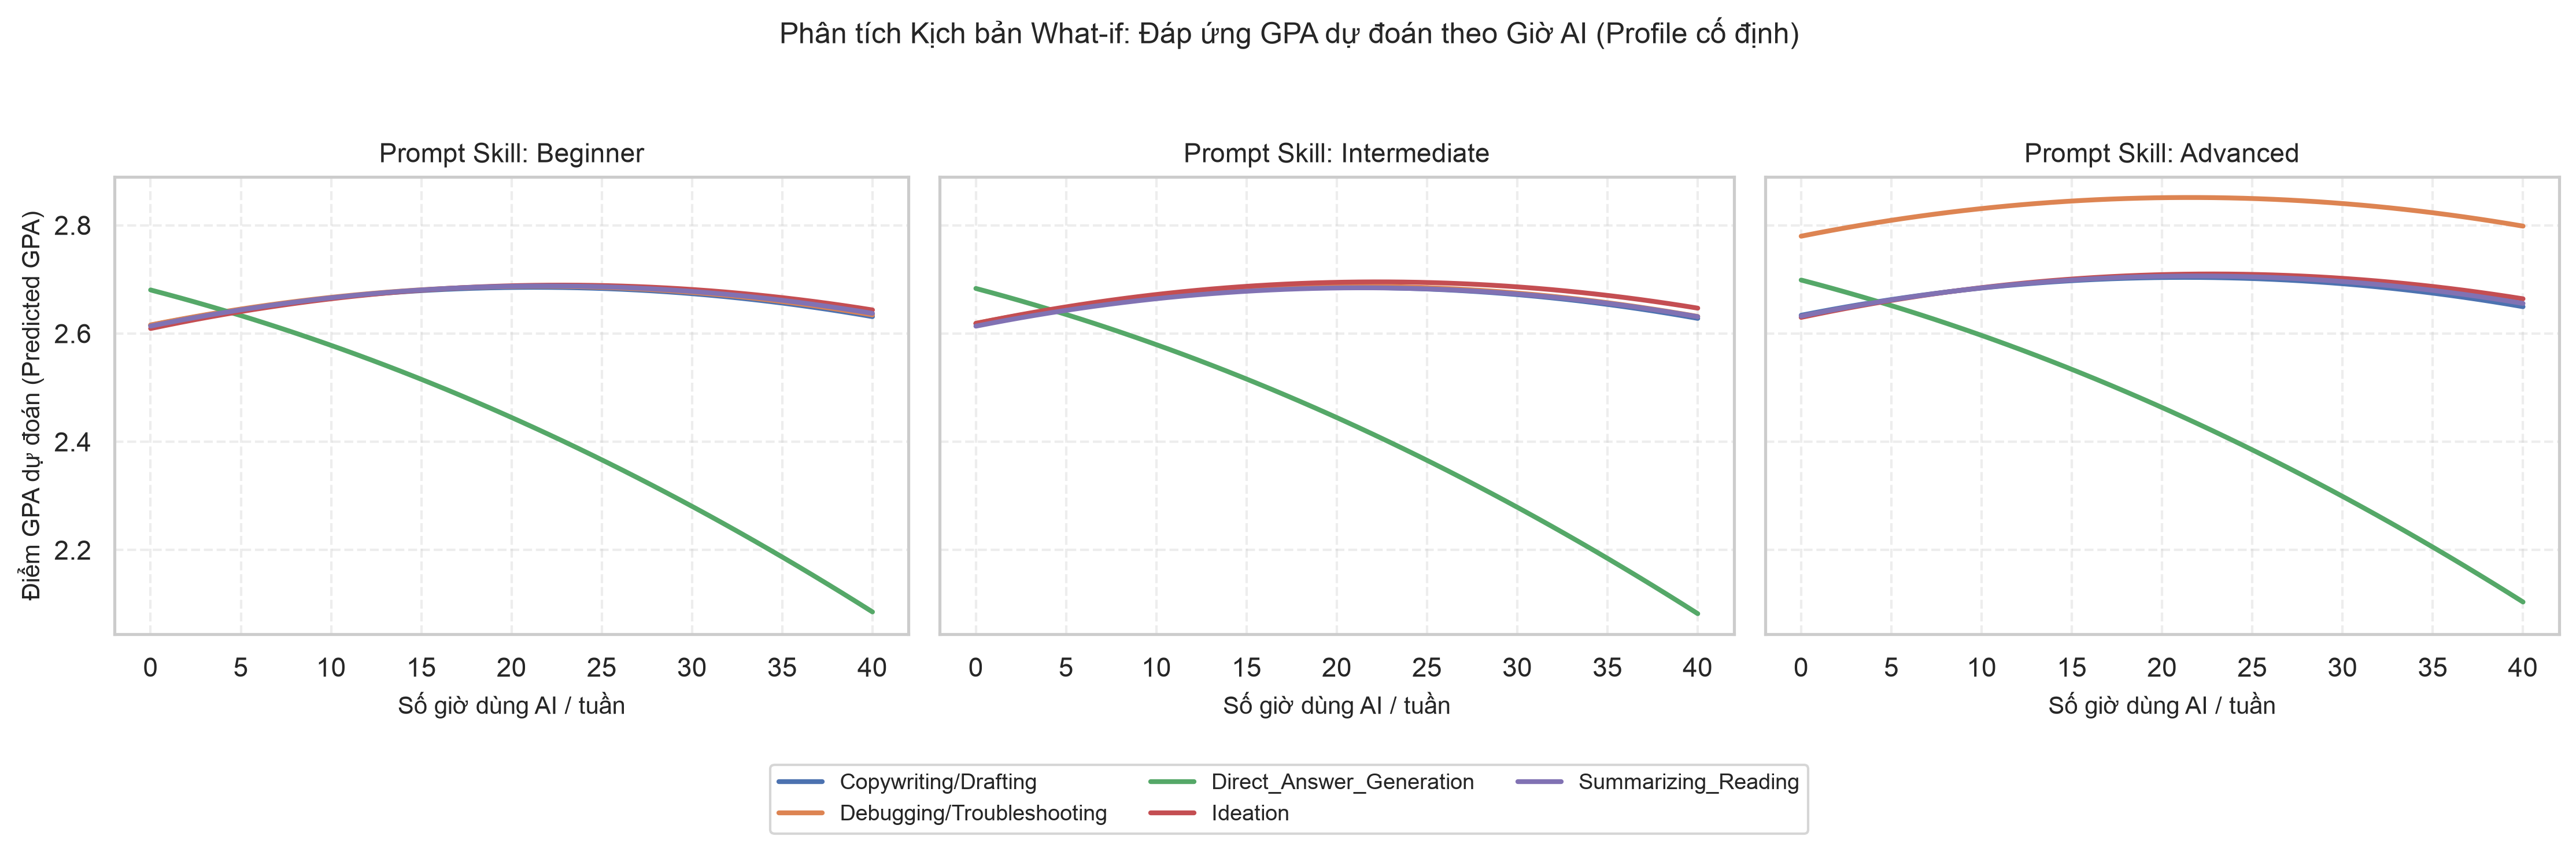 Phân tích Kịch bản What-if: Đáp ứng GPA dự đoán theo Giờ AI (Profile cố định)
Prompt Skill: Beginner
Prompt Skill: Intermediate
Prompt Skill: Advanced
Điểm GPA dự đoán (Predicted GPA)
2.8
2.6
2.4
2.2
0 5 10 15 20 25 30 35 40
0 5 10 15 20 25 30 35 40
0 5 10 15 20 25 30 35 40
Số giờ dùng AI / tuần
Số giờ dùng AI / tuần
Số giờ dùng AI / tuần
Copywriting/Drafting
Debugging/Troubleshooting
Direct_Answer_Generation
Ideation
Summarizing_Reading